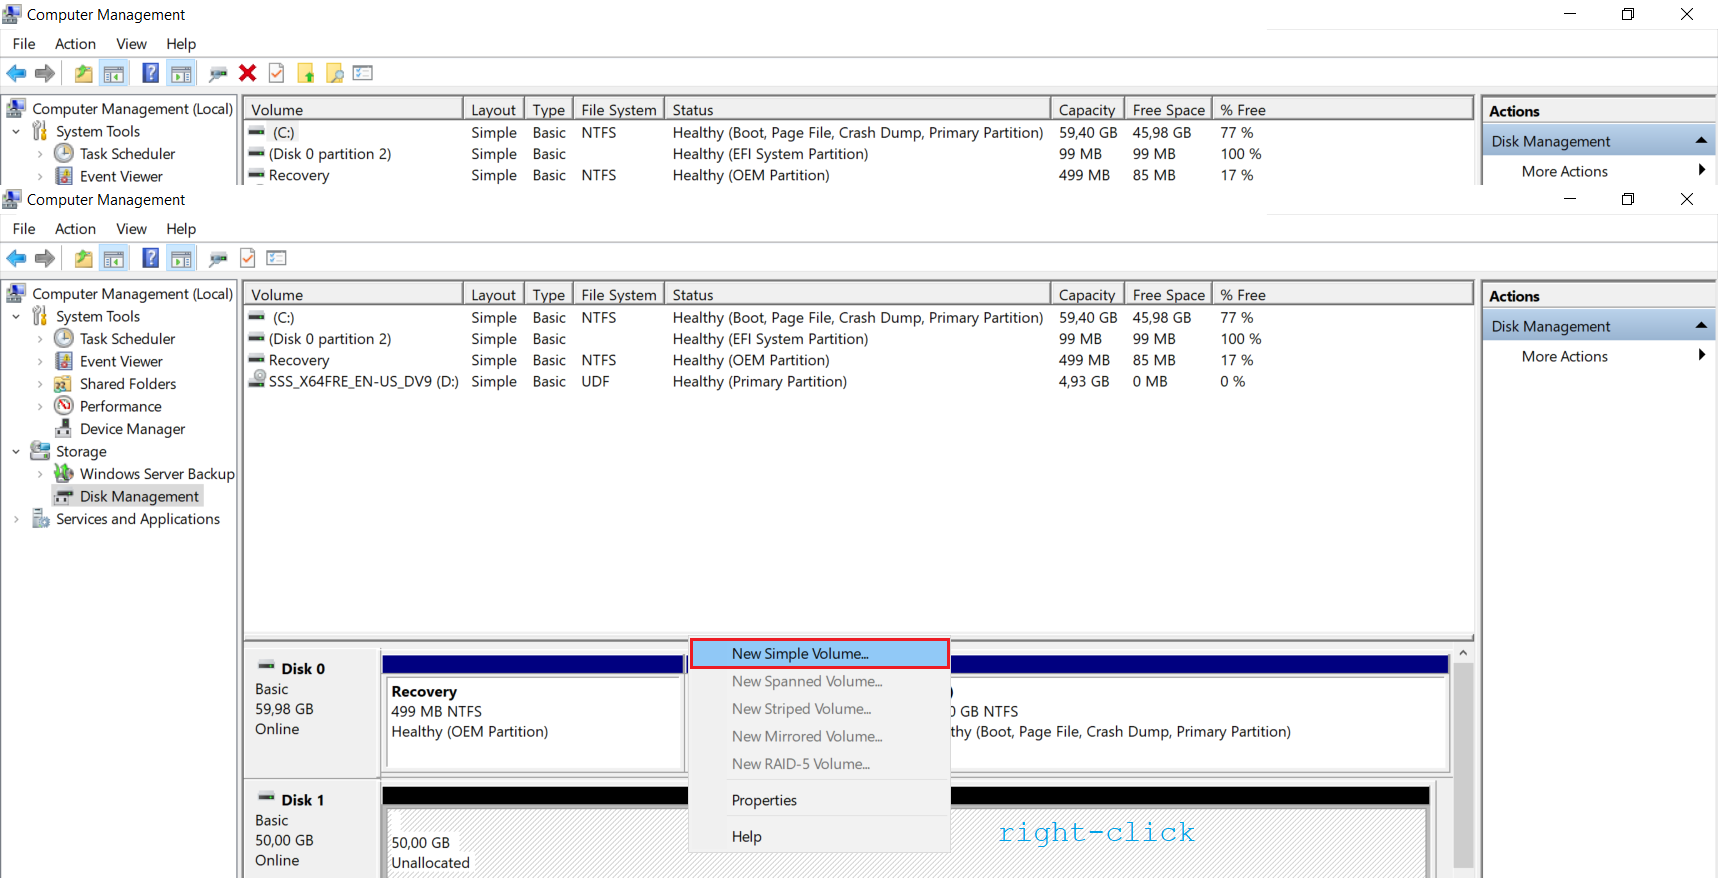 Computer Management
File Action View Help
Computer Management (Local)
System Tools
Task Scheduler
Event Viewer
Volume Layout Type File System Status Capacity Free Space % Free
(C:) Simple Basic NTFS Healthy (Boot, Page File, Crash Dump, Primary Partition) 59,40 GB 45,98 GB 77 %
(Disk 0 partition 2) Simple Basic Healthy (EFI System Partition) 99 MB 99 MB 100 %
Recovery Simple Basic NTFS Healthy (OEM Partition) 499 MB 85 MB 17 %
Actions
Disk Management
More Actions
Computer Management
File Action View Help
Computer Management (Local)
System Tools
Task Scheduler
Event Viewer
Shared Folders
Performance
Device Manager
Storage
Windows Server Backup
Disk Management
Services and Applications
Volume Layout Type File System Status Capacity Free Space % Free
(C:) Simple Basic NTFS Healthy (Boot, Page File, Crash Dump, Primary Partition) 59,40 GB 45,98 GB 77 %
(Disk 0 partition 2) Simple Basic Healthy (EFI System Partition) 99 MB 99 MB 100 %
Recovery Simple Basic NTFS Healthy (OEM Partition) 499 MB 85 MB 17 %
SSS_X64FRE_EN-US_DV9 (D:) Simple Basic UDF Healthy (Primary Partition) 4,93 GB 0 MB 0 %
Actions
Disk Management
More Actions
Disk 0
Basic
59,98 GB
Online
Recovery
499 MB NTFS
Healthy (OEM Partition)
New Simple Volume...
New Spanned Volume...
New Striped Volume...
New Mirrored Volume...
New RAID-5 Volume...
Properties
Help
)
0 GB NTFS
thy (Boot, Page File, Crash Dump, Primary Partition)
Disk 1
Basic
50,00 GB
Online
50,00 GB
Unallocated
right-click